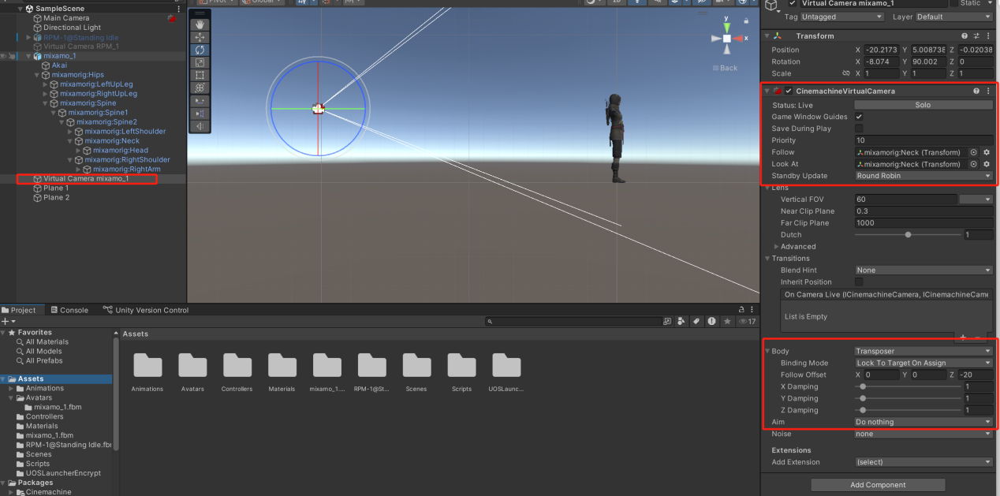 Pivot
Global
2D
SampleScene
Main Camera
Directional Light
RPM-1@Standing Idle
Virtual Camera RPM_1
mixamo_1
Akai
mixamorig:Hips
mixamorig:LeftUpLeg
mixamorig:RightUpLeg
mixamorig:Spine
mixamorig:Spine1
mixamorig:Spine2
mixamorig:LeftShoulder
mixamorig:Neck
mixamorig:Head
mixamorig:RightShoulder
mixamorig:RightArm
Virtual Camera mixamo_1
Plane 1
Plane 2
y
x
Back
Virtual Camera mixamo_1
Static
Tag Untagged Layer Default
Transform
Position X -20.2173 Y 5.008738 Z -0.02038
Rotation X -8.074 Y 90.002 Z 0
Scale X 1 Y 1 Z 1
CinemachineVirtualCamera
Status: Live Solo
Game Window Guides
Save During Play
Priority 10
Follow mixamorig:Neck (Transform)
Look At mixamorig:Neck (Transform)
Standby Update Round Robin
Lens
Vertical FOV 60
Near Clip Plane 0.3
Far Clip Plane 1000
Dutch 1
Advanced
Transitions
Blend Hint None
Inherit Position
On Camera Live (ICinemachineCamera, ICinemachineCame
List is Empty
Body Transposer
Binding Mode Lock To Target On Assign
Follow Offset X 0 Y 0 Z -20
X Damping 1
Y Damping 1
Z Damping 1
Aim Do nothing
Noise none
Extensions
Add Extension (select)
Add Component
Project Console Unity Version Control
17
Favorites
All Materials
All Models
All Prefabs
Assets
Animations
Avatars
mixamo_1.fbm
Controllers
Materials
mixamo_1.fbm
RPM-1@Standing Idle.fb
Scenes
Scripts
UOSLauncherEncrypt
Packages
Cinemachine
Assets
Animations Avatars Controllers Materials mixamo_1.... RPM-1@St... Scenes Scripts UOSLaunc...